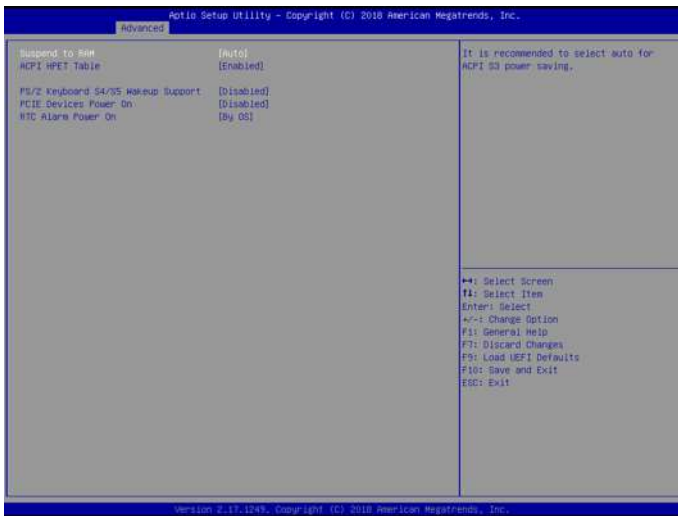 Aptio Setup Utility - Copyright (C) 2018 American Megatrends, Inc.
Advanced
Suspend to RAM [Auto]
ACPI HPET Table [Enabled]
PS/2 Keyboard S4/S5 Wakeup Support [Disabled]
PCIE Devices Power On [Disabled]
RTC Alarm Power On [By OS]
It is recommended to select auto for
ACPI S3 power saving.
→←: Select Screen
↑↓: Select Item
Enter: Select
+/-: Change Option
F1: General Help
F7: Discard Changes
F9: Load UEFI Defaults
F10: Save and Exit
ESC: Exit
Version 2.17.1249. Copyright (C) 2018 American Megatrends, Inc.